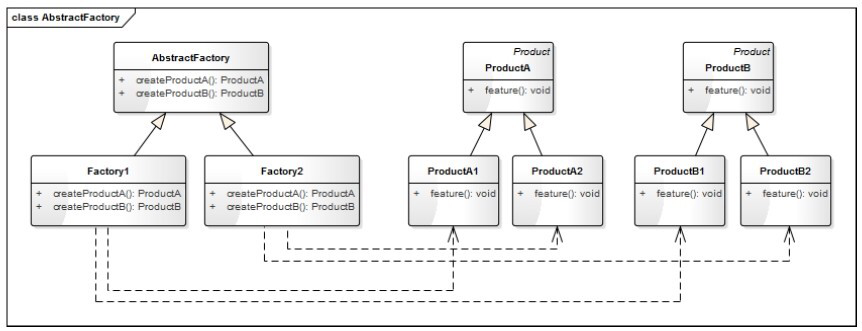 class AbstractFactory
AbstractFactory
+ createProductA(): ProductA
+ createProductB(): ProductB
Product
ProductA
+ feature(): void
Product
ProductB
+ feature(): void
Factory1
+ createProductA(): ProductA
+ createProductB(): ProductB
Factory2
+ createProductA(): ProductA
+ createProductB(): ProductB
ProductA1
+ feature(): void
ProductA2
+ feature(): void
ProductB1
+ feature(): void
ProductB2
+ feature(): void